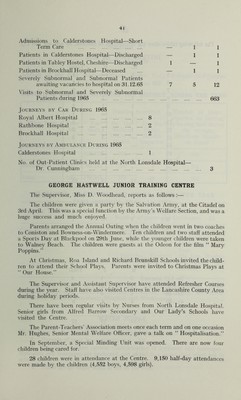 41
Admissions to Calderstones Hospital—Short
Term Care — 1 1
Patients in Calderstones Hospital—Discharged — 1 1
Patients in Tabley Hostel, Cheshire—Discharged 1 — 1
Patients in Brockhall Hospital—Deceased — 1 1
Severely Subnormal and Subnormal Patients
awaiting vacancies to hospital on 31.12.65 7 5 12
Visits to Subnormal and Severely Subnormal
Patients during 1965 663
Journeys by Car During 1965
Royal Albert Hospital 8
Rathbone Hospital 2
Brockhall Hospital 2
Journeys by Ambulance During 1965
Calderstones Hospital 1
No. of Out-Patient Clinics held at the North Lonsdale Hospital—
Dr. Cunningham 3
GEORGE HASTWELL JUNIOR TRAINING CENTRE
The Supervisor, Miss D. Woodhead, reports as follows :—
The children were given a party by the Salvation Army, at the Citadel on
3rd April. This was a special function by the Army's Welfare Section, and was a
huge success and much enjoyed.
Parents arranged the Annual Outing when the children went in two coaches
to Coniston and Bowness-on-Windermere. Ten children and two staff attended
a Sports Day at Blackpool on 29th June, while the younger children were taken
to Walney Beach. The children were guests at the Odeon for the film "Mary
Poppins."
At Christmas, Roa Island and Richard Bramskill Schools invited the child-
ren to attend their School Plays. Parents were invited to Christmas Plays at
"Our Home."
The Supervisor and Assistant Supervisor have attended Refresher Courses
during the year. Staff have also visited Centres in the Lancashire County Area
during holiday periods.
There have been regular visits by Nurses from North Lonsdale Hospital.
Senior girls from Alfred Barrow Secondary and Our Lady's Schools have
visited the Centre.
The Parent-Teachers' Association meets once each term and on one occasion
Mr. Hughes, Senior Mental Welfare Officer, gave a talk on "Hospitalisation."
In September, a Special Minding Unit was opened. There are now four
children being cared for.
28 children were in attendance at the Centre. 9,130 half-day attendances
were made by the children (4,532 boys, 4,598 girls).